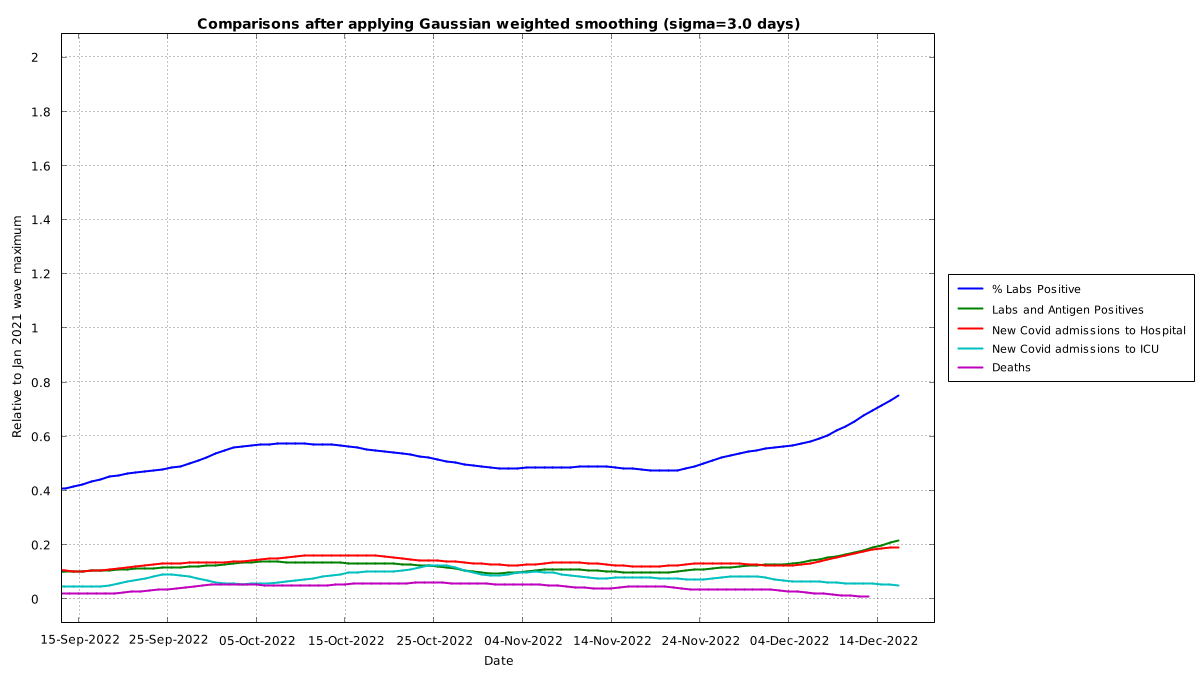 Comparisons after applying Gaussian weighted smoothing (sigma=3.0 days)
2
1.8
1.6
1.4
1.2
1
0.8
0.6
0.4
0.2
0
Relative to Jan 2021 wave maximum
15-Sep-2022 25-Sep-2022 05-Oct-2022 15-Oct-2022 25-Oct-2022 04-Nov-2022 14-Nov-2022 24-Nov-2022 04-Dec-2022 14-Dec-2022
Date
% Labs Positive
Labs and Antigen Positives
New Covid admissions to Hospital
New Covid admissions to ICU
Deaths